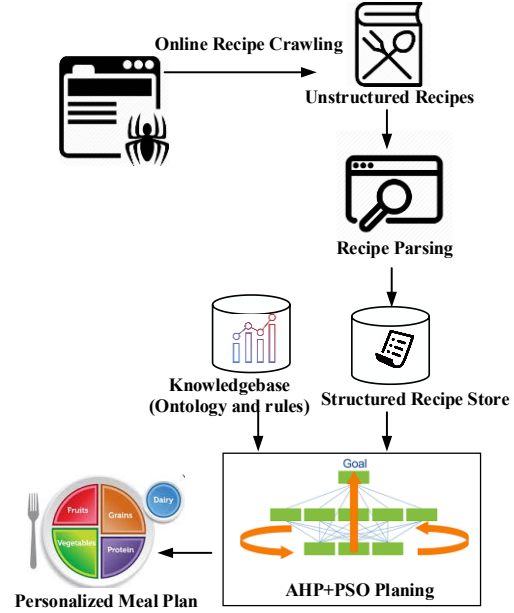 Online Recipe Crawling
Unstructured Recipes
Recipe Parsing
Knowledgebase
(Ontology and rules)
Structured Recipe Store
Goal
AHP+PSO Planing
Fruits
Grains
Dairy
Vegetables
Protein
Personalized Meal Plan